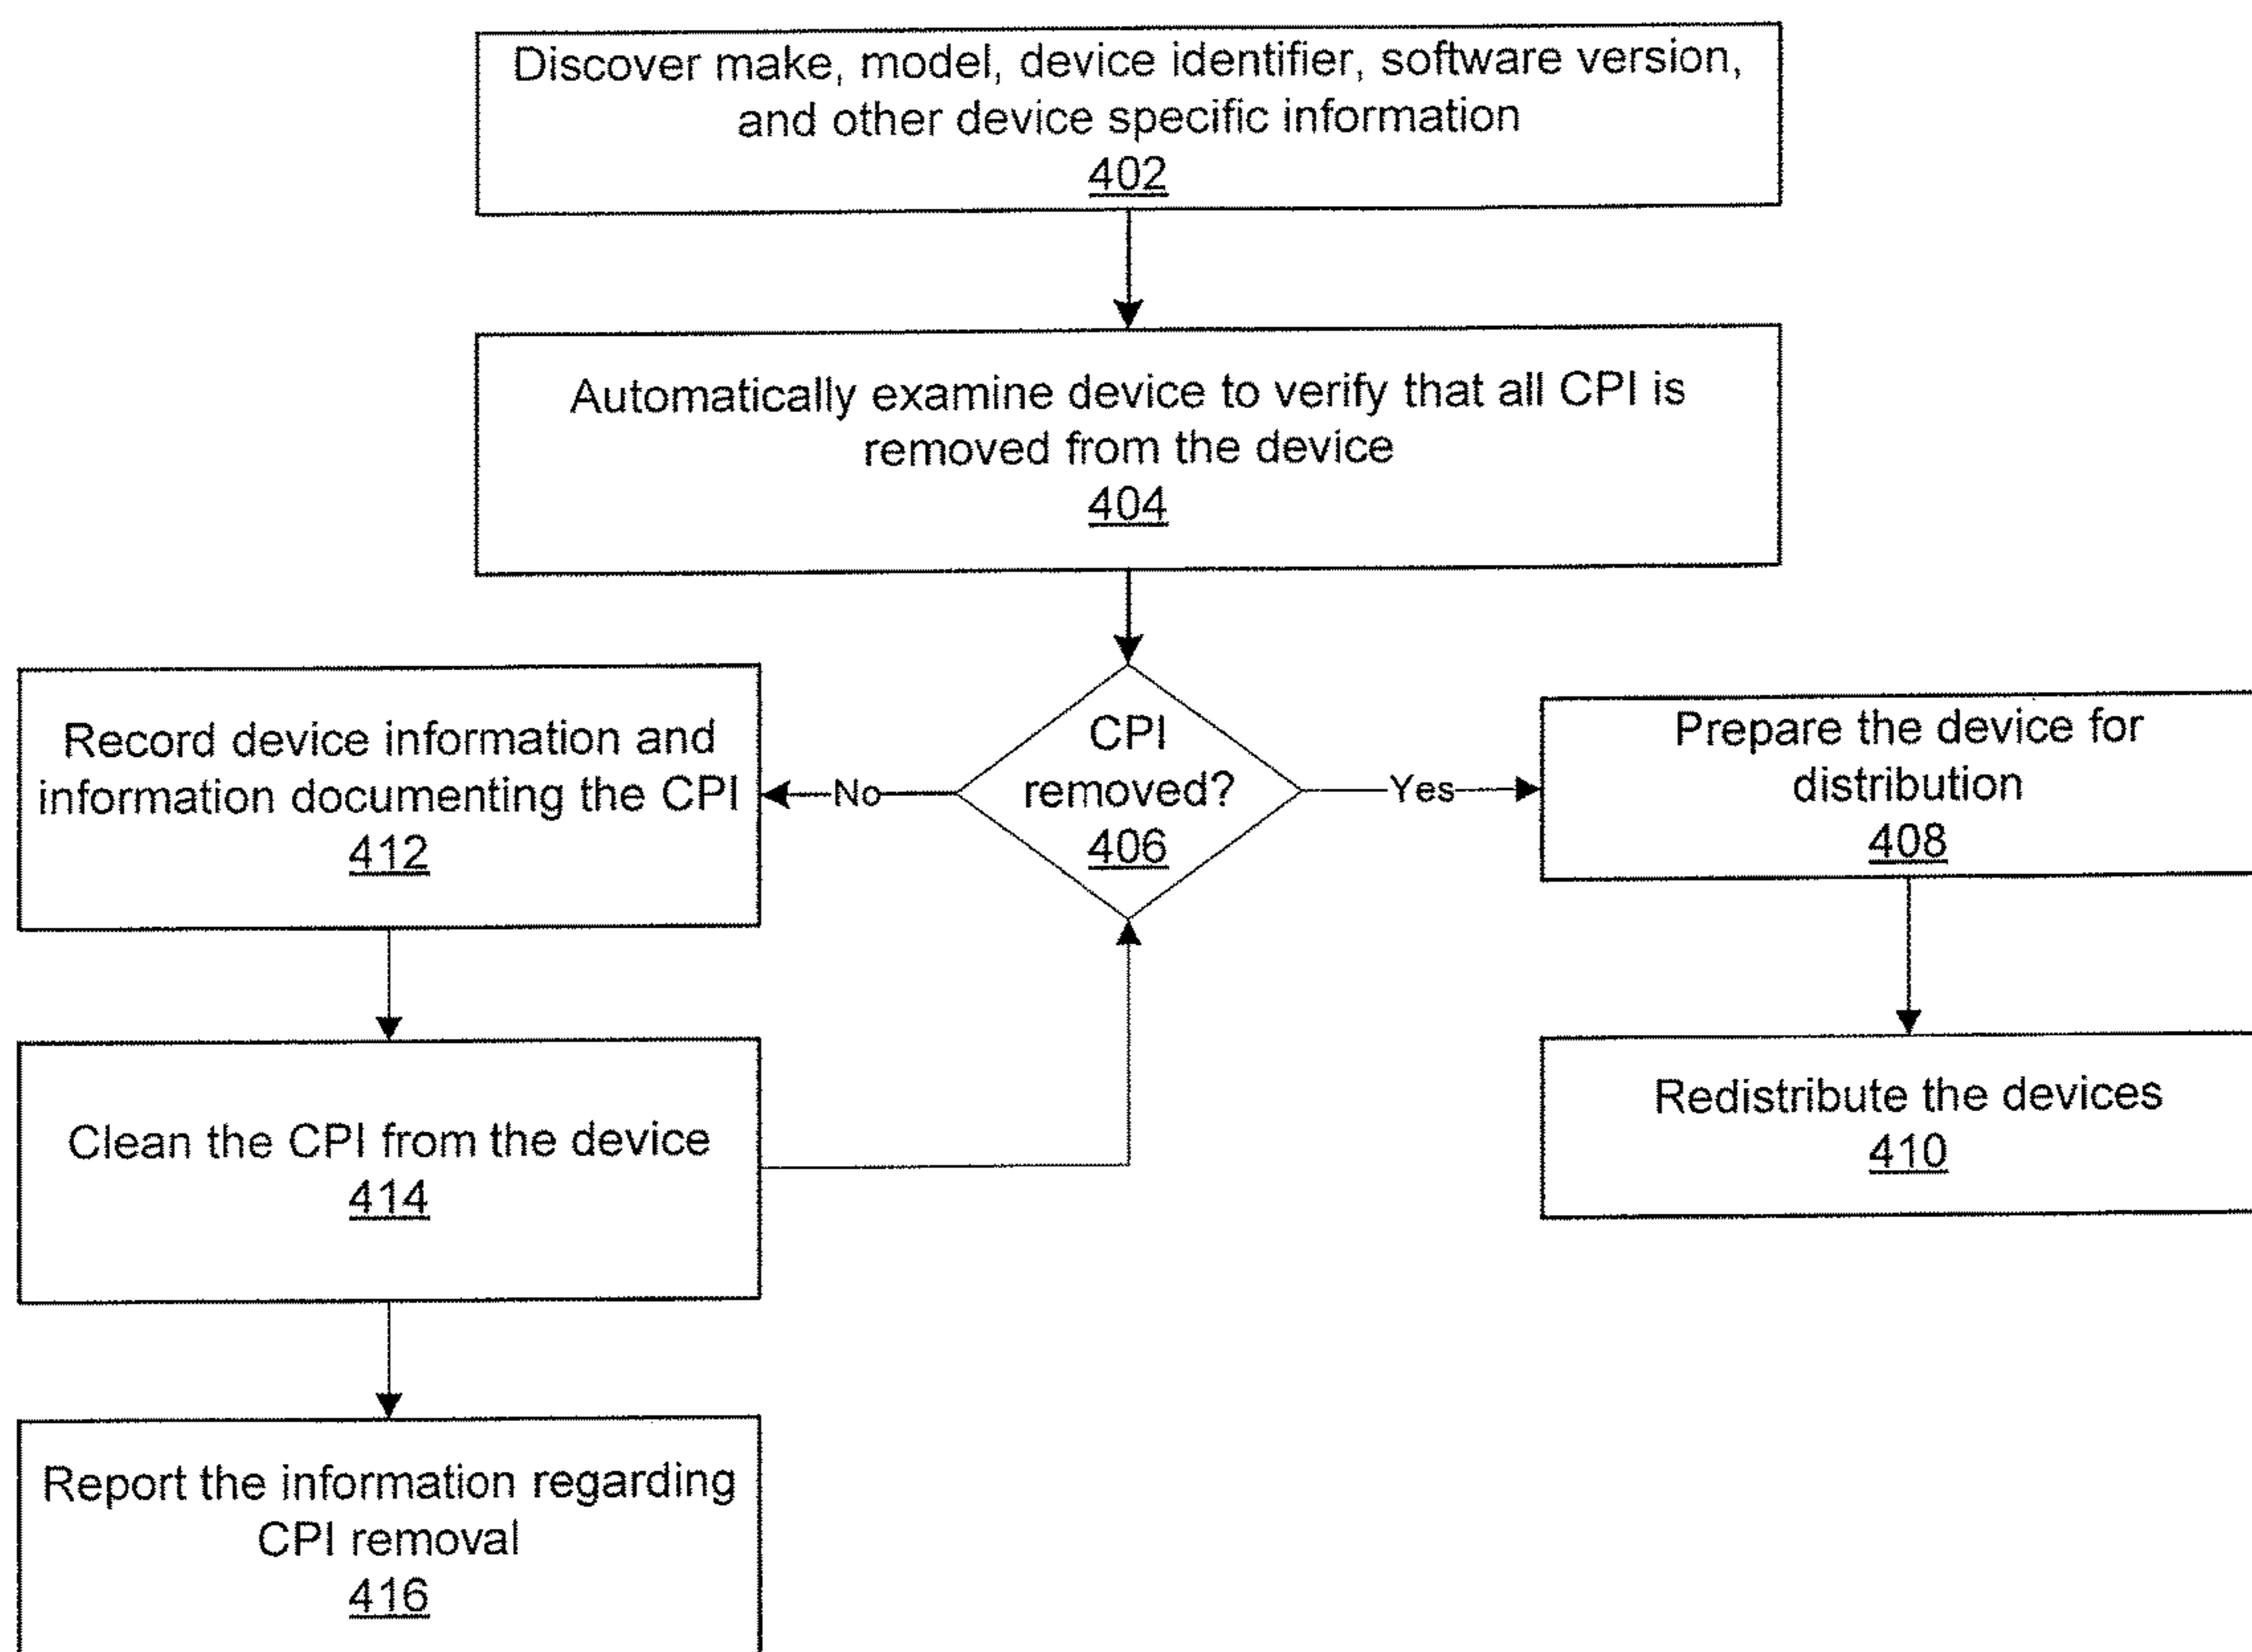 Discover make, model, device identifier, software version,
and other device specific information
402
Automatically examine device to verify that all CPI is
removed from the device
404
CPI
removed?
406
No
Yes
Record device information and
information documenting the CPI
412
Prepare the device for
distribution
408
Clean the CPI from the device
414
Redistribute the devices
410
Report the information regarding
CPI removal
416